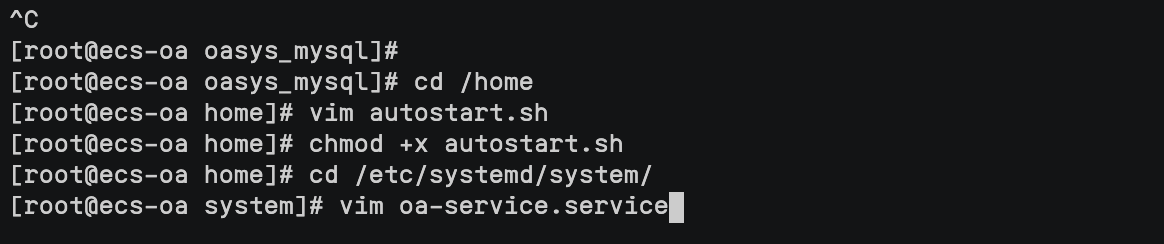 ^C
[root@ecs-oa oasys_mysql]#
[root@ecs-oa oasys_mysql]# cd /home
[root@ecs-oa home]# vim autostart.sh
[root@ecs-oa home]# chmod +x autostart.sh
[root@ecs-oa home]# cd /etc/systemd/system/
[root@ecs-oa system]# vim oa-service.service